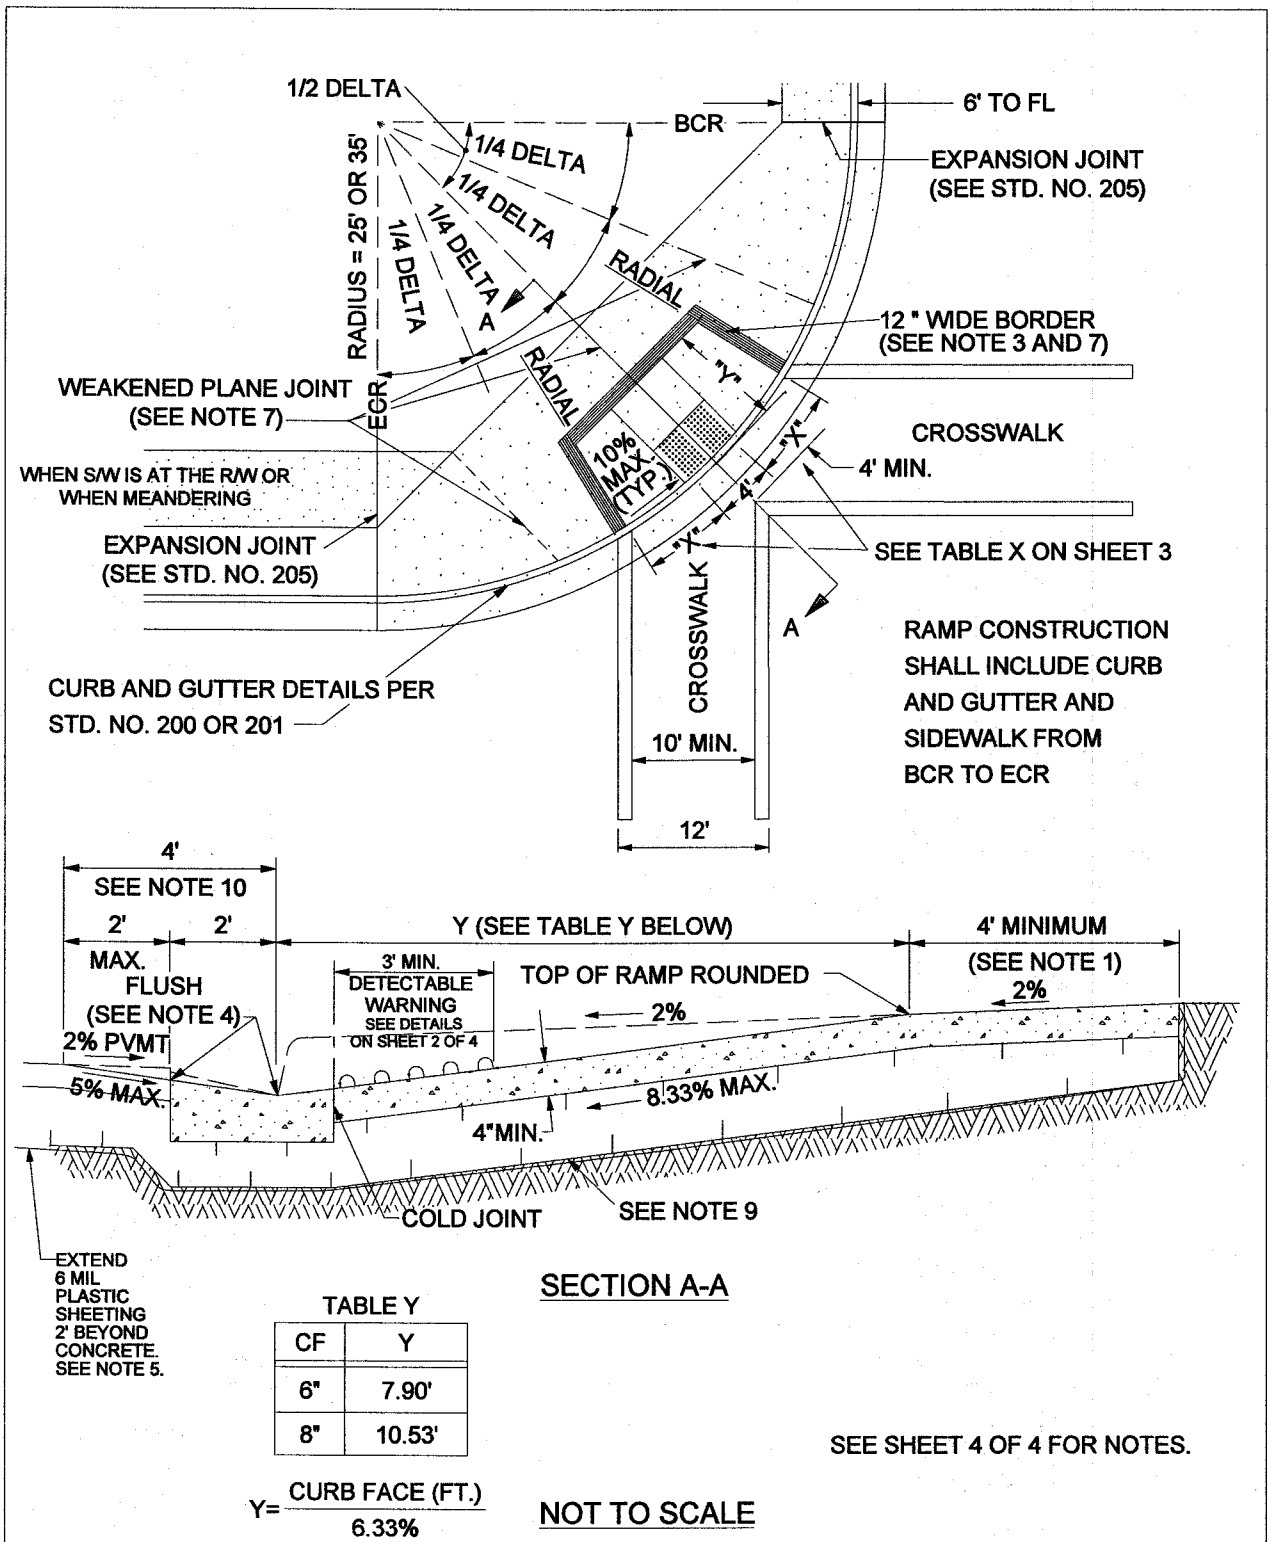 1/2 DELTA
BCR
6' TO FL
1/4 DELTA
1/4 DELTA
1/4 DELTA
1/4 DELTA
RADIUS = 25' OR 35'
EXPANSION JOINT
(SEE STD. NO. 205)
RADIAL
A
12 " WIDE BORDER
(SEE NOTE 3 AND 7)
RADIAL
"Y"
WEAKENED PLANE JOINT
(SEE NOTE 7)
ECR
CROSSWALK
"X"
4' MIN.
10%
MAX
(TYP.)
4'
WHEN S/W IS AT THE R/W OR
WHEN MEANDERING
EXPANSION JOINT
(SEE STD. NO. 205)
"X"
SEE TABLE X ON SHEET 3
CROSSWALK
A
RAMP CONSTRUCTION
SHALL INCLUDE CURB
AND GUTTER AND
SIDEWALK FROM
BCR TO ECR
CURB AND GUTTER DETAILS PER
STD. NO. 200 OR 201
10' MIN.
12'
4'
SEE NOTE 10
2'
MAX.
2'
Y (SEE TABLE Y BELOW)
4' MINIMUM
(SEE NOTE 1)
2%
FLUSH
(SEE NOTE 4)
3' MIN.
DETECTABLE
WARNING
SEE DETAILS
ON SHEET 2 OF 4
TOP OF RAMP ROUNDED
2%
2% PVMT
5% MAX.
8.33% MAX.
4"MIN.
COLD JOINT
SEE NOTE 9
EXTEND
6 MIL
PLASTIC
SHEETING
2' BEYOND
CONCRETE.
SEE NOTE 5.
SECTION A-A
TABLE Y
CF Y
6" 7.90'
8" 10.53'
SEE SHEET 4 OF 4 FOR NOTES.
Y= CURB FACE (FT.)
6.33%
NOT TO SCALE